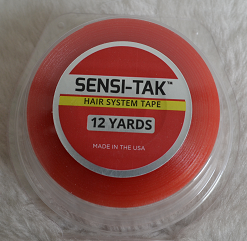 SENSI-TAK™
HAIR SYSTEM TAPE
12 YARDS
MADE IN THE USA